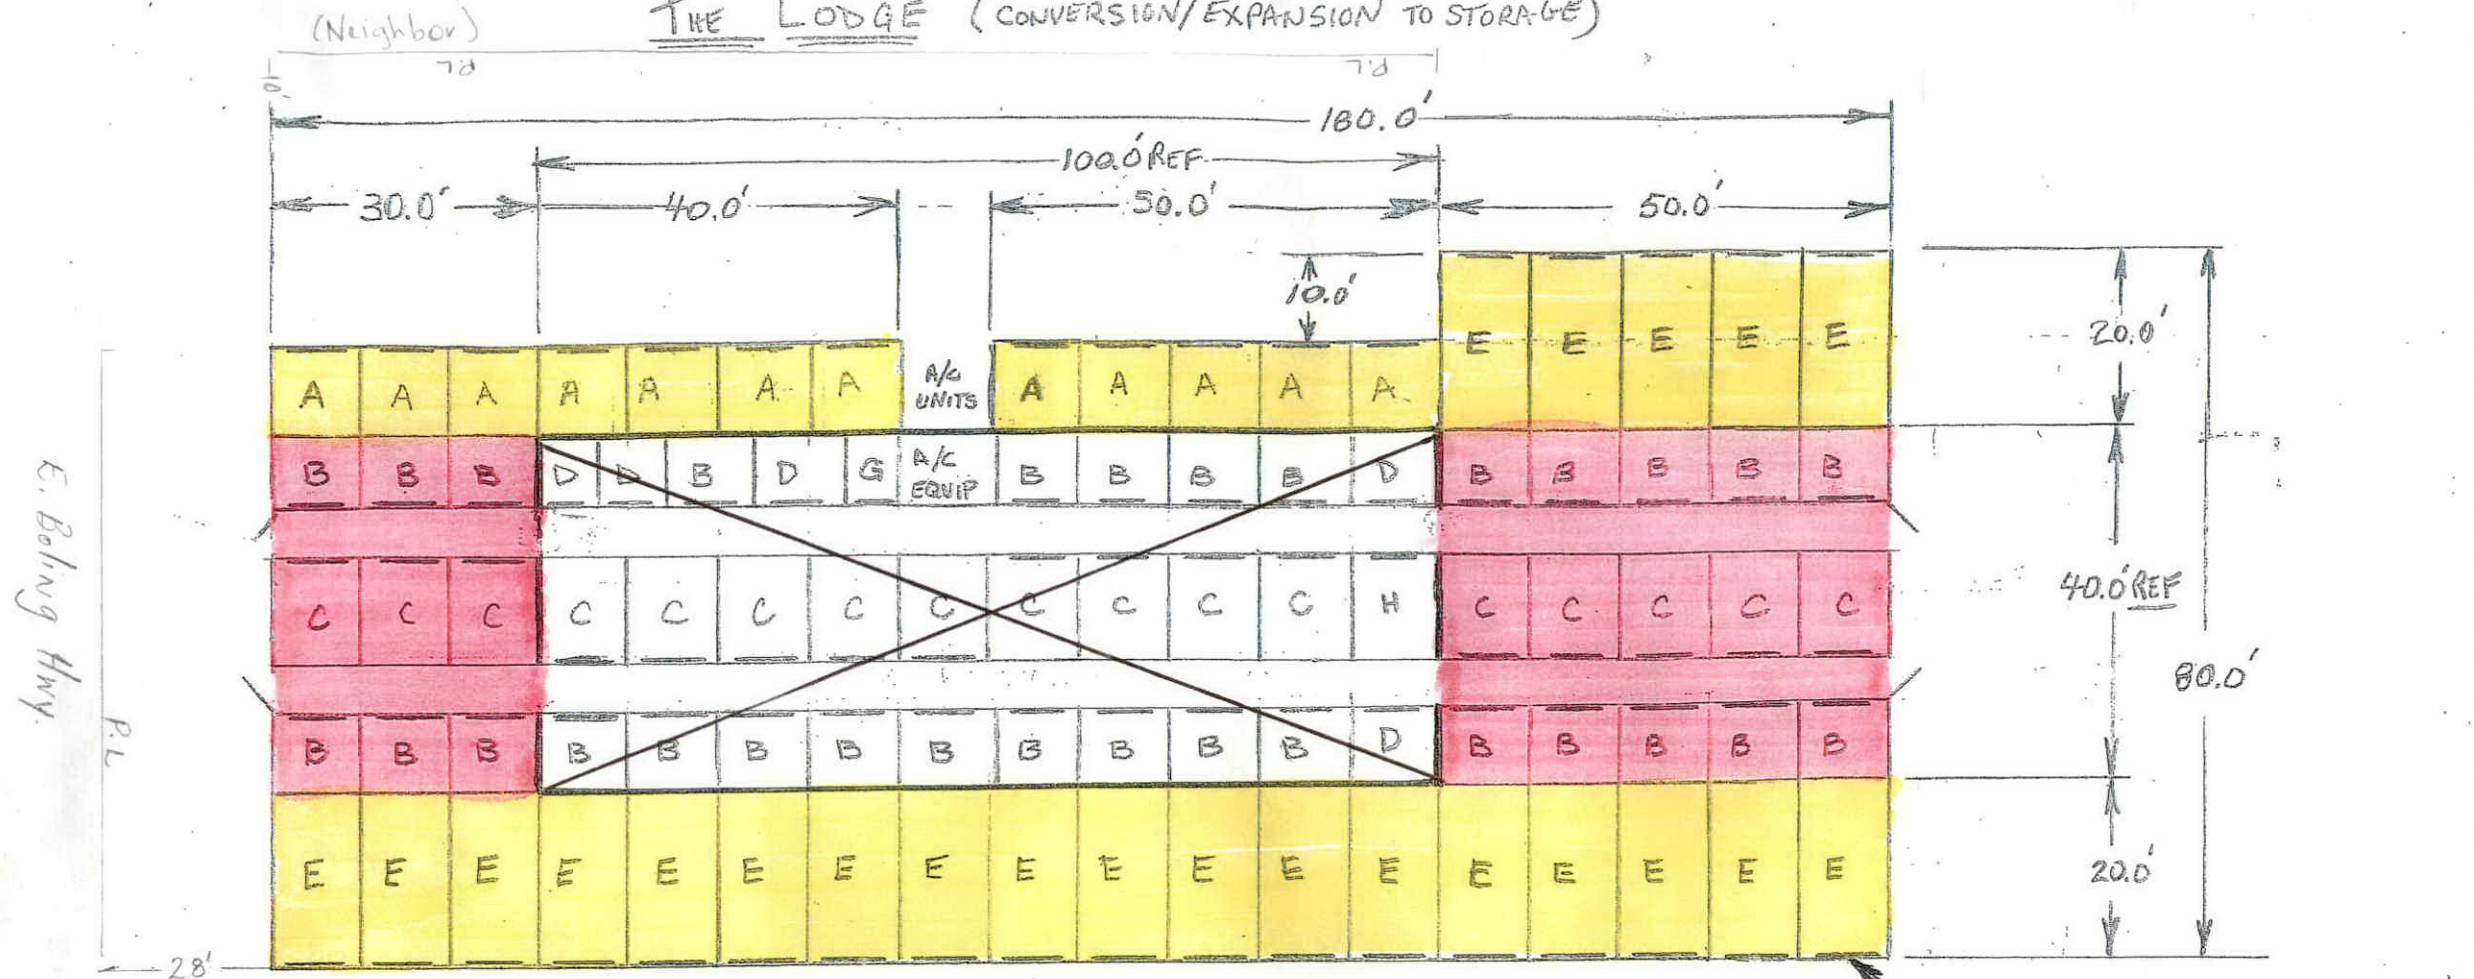 (Neighbor)
THE LODGE (CONVERSION/EXPANSION TO STORAGE)
P.L
P.L
10'
180.0'
100.0' REF
30.0' 40.0' 50.0' 50.0'
10.0'
20.0'
E E E E E
A A A A A A A A/C UNITS A A A A A
B B B D D B D G A/C EQUIP B B B B D B B B B B
C C C C C C C C C C C C H C C C C C
40.0' REF
80.0'
B B B B B B B B B B B B D B B B B B
E E E E E E E E E E E E E E E E E E
20.0'
28'
E. Boling Hwy.
P.L